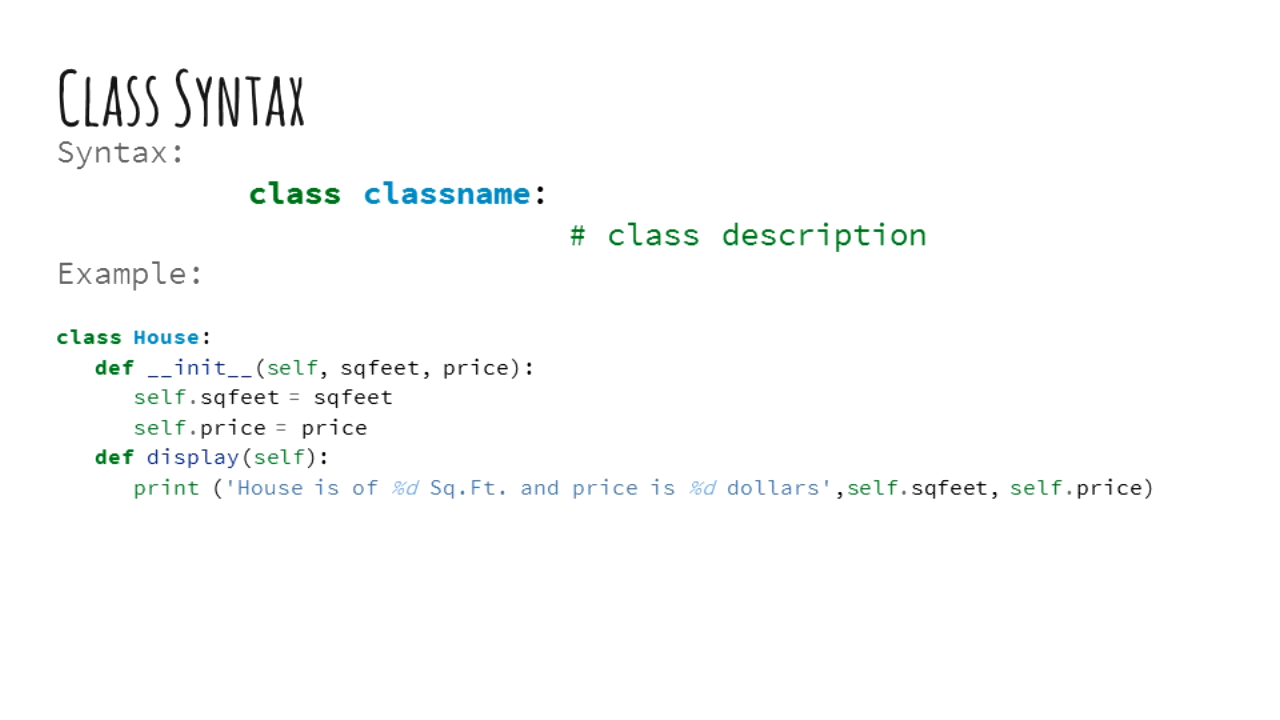 Class Syntax
Syntax:
class classname:
# class description
Example:
class House:
def __init__(self, sqfeet, price):
self.sqfeet = sqfeet
self.price = price
def display(self):
print ('House is of %d Sq.Ft. and price is %d dollars',self.sqfeet, self.price)